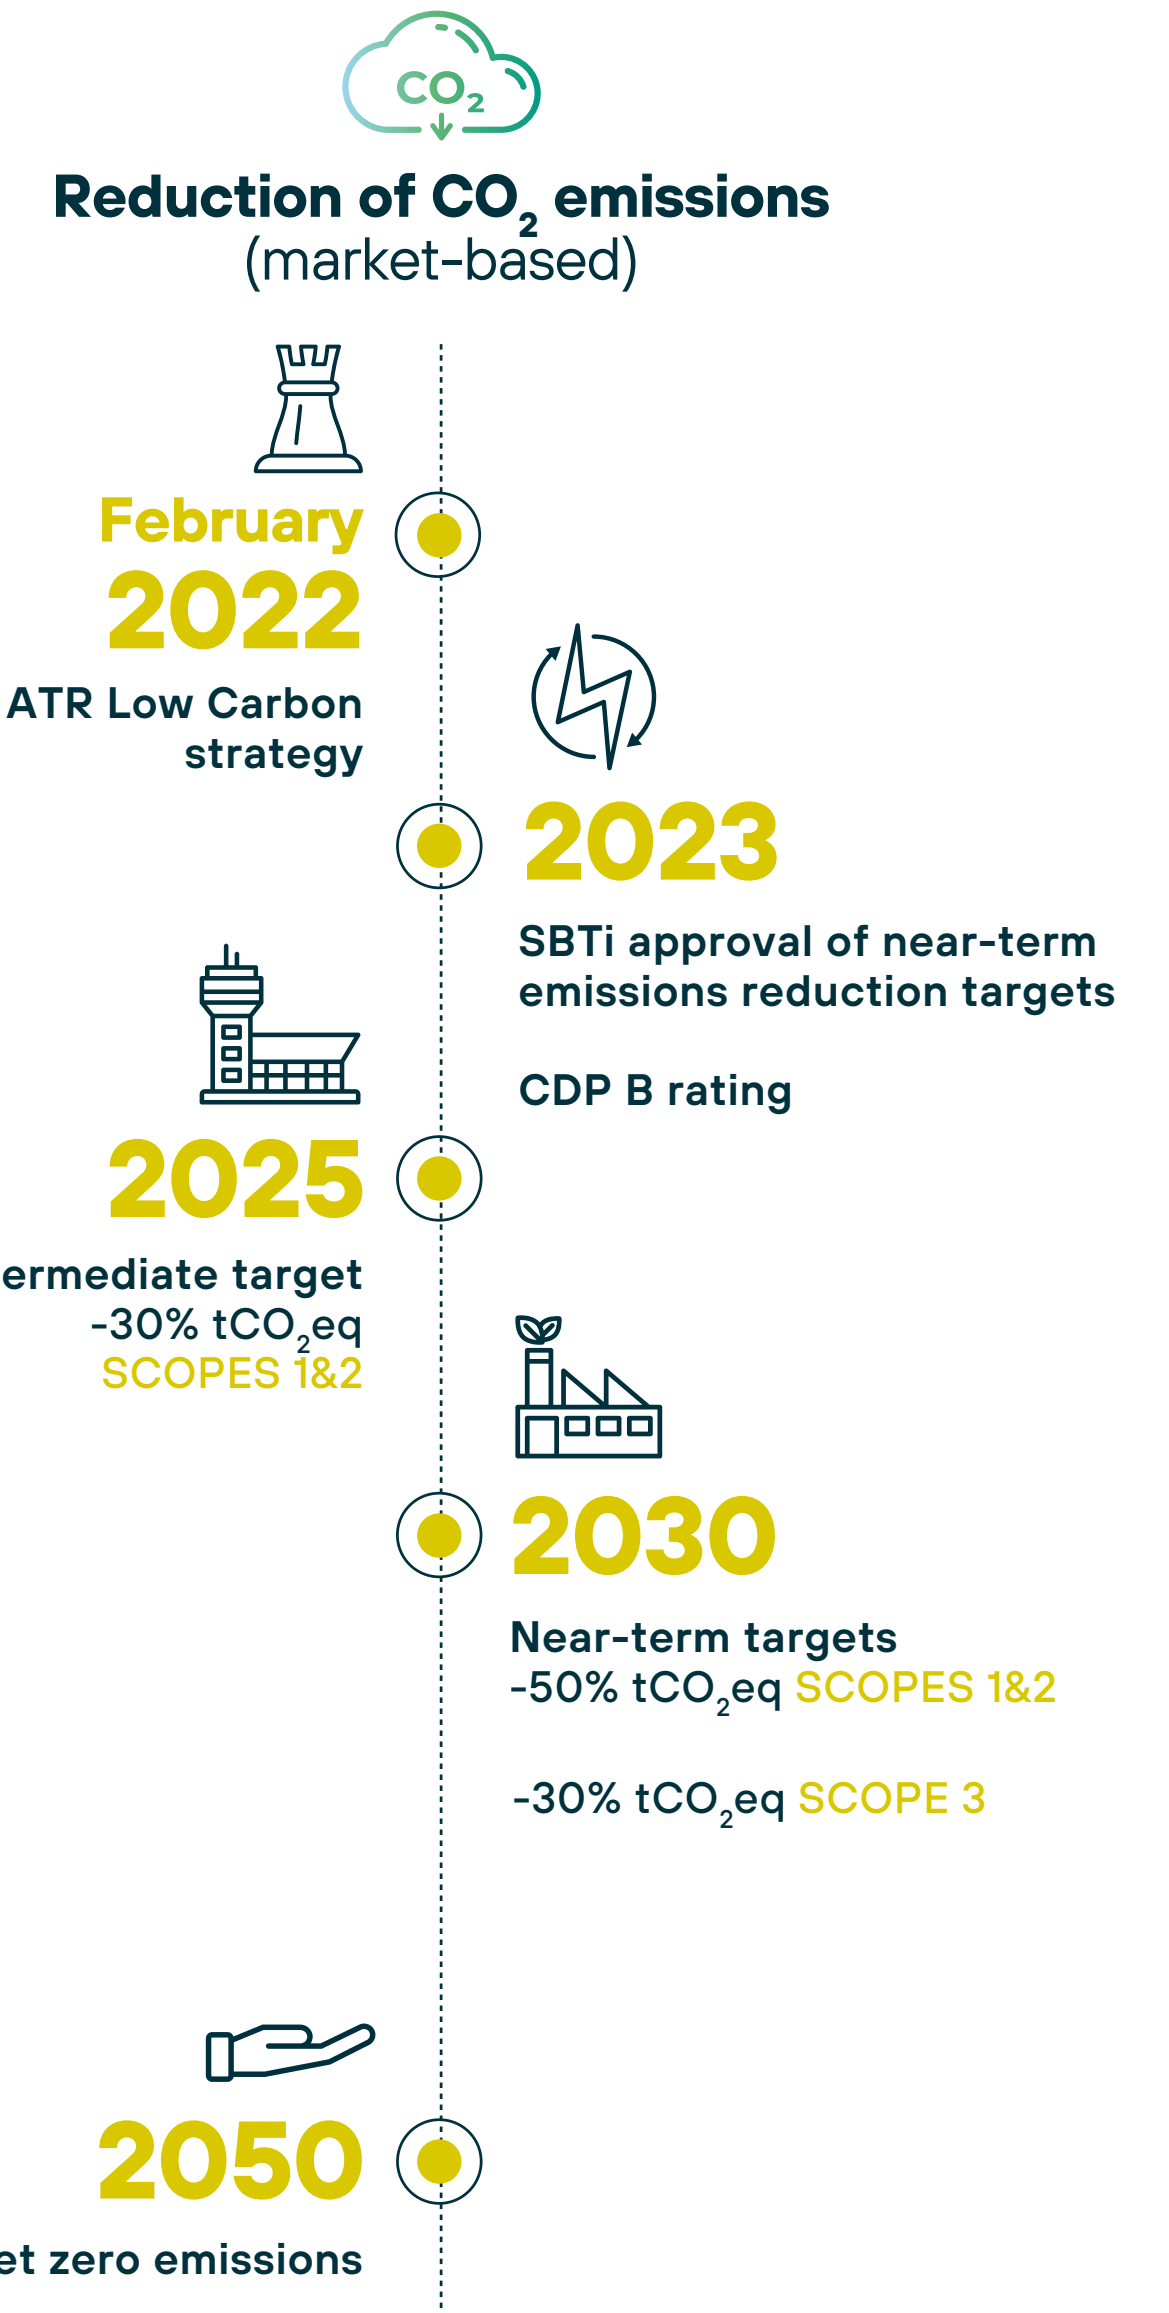 CO2
Reduction of CO2 emissions
(market-based)
February
2022
ATR Low Carbon
strategy
2023
SBTi approval of near-term
emissions reduction targets
CDP B rating
2025
ermediate target
-30% tCO2eq
SCOPES 1&2
2030
Near-term targets
-50% tCO2eq SCOPES 1&2
-30% tCO2eq SCOPE 3
2050
et zero emissions